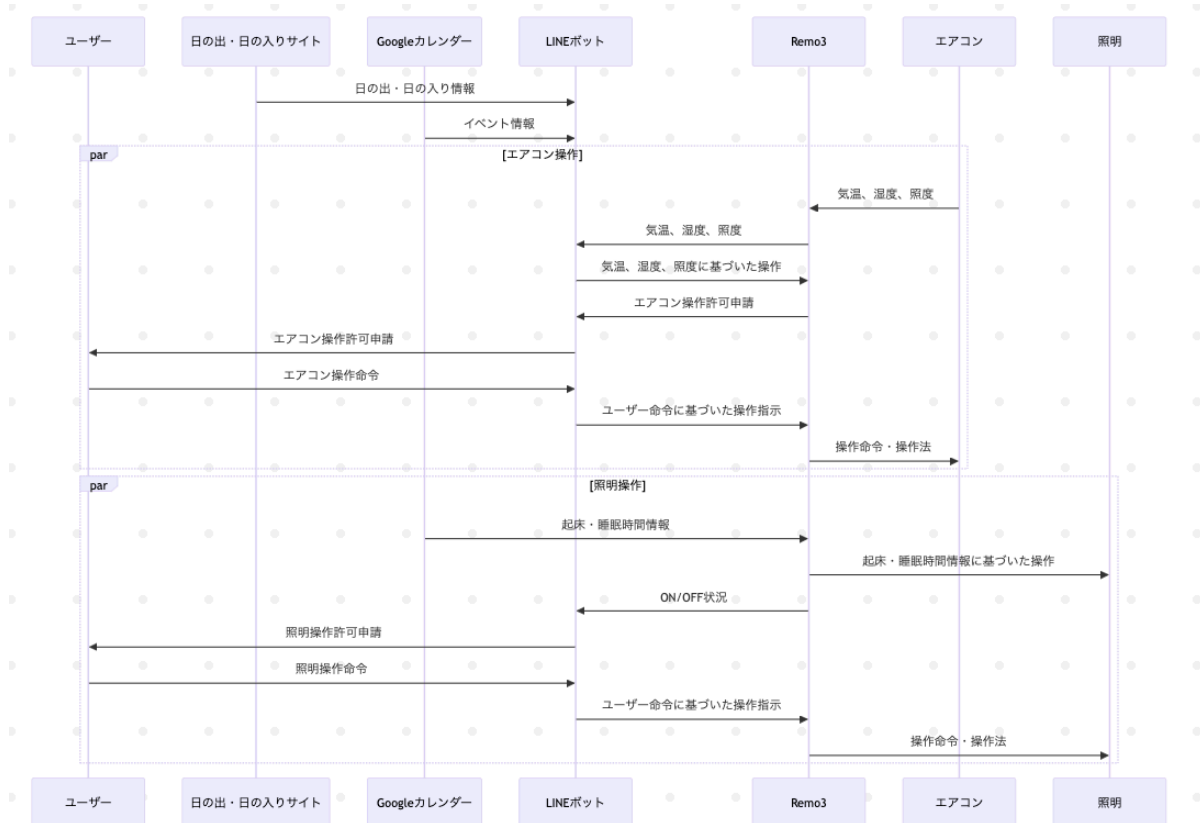 ユーザー
日の出・日の入りサイト
Googleカレンダー
LINEボット
Remo3
エアコン
照明
日の出・日の入り情報
イベント情報
par
[エアコン操作]
気温、湿度、照度
気温、湿度、照度
気温、湿度、照度に基づいた操作
エアコン操作許可申請
エアコン操作許可申請
エアコン操作命令
ユーザー命令に基づいた操作指示
操作命令・操作法
par
[照明操作]
起床・睡眠時間情報
起床・睡眠時間情報に基づいた操作
ON/OFF状況
照明操作許可申請
照明操作命令
ユーザー命令に基づいた操作指示
操作命令・操作法
ユーザー
日の出・日の入りサイト
Googleカレンダー
LINEボット
Remo3
エアコン
照明